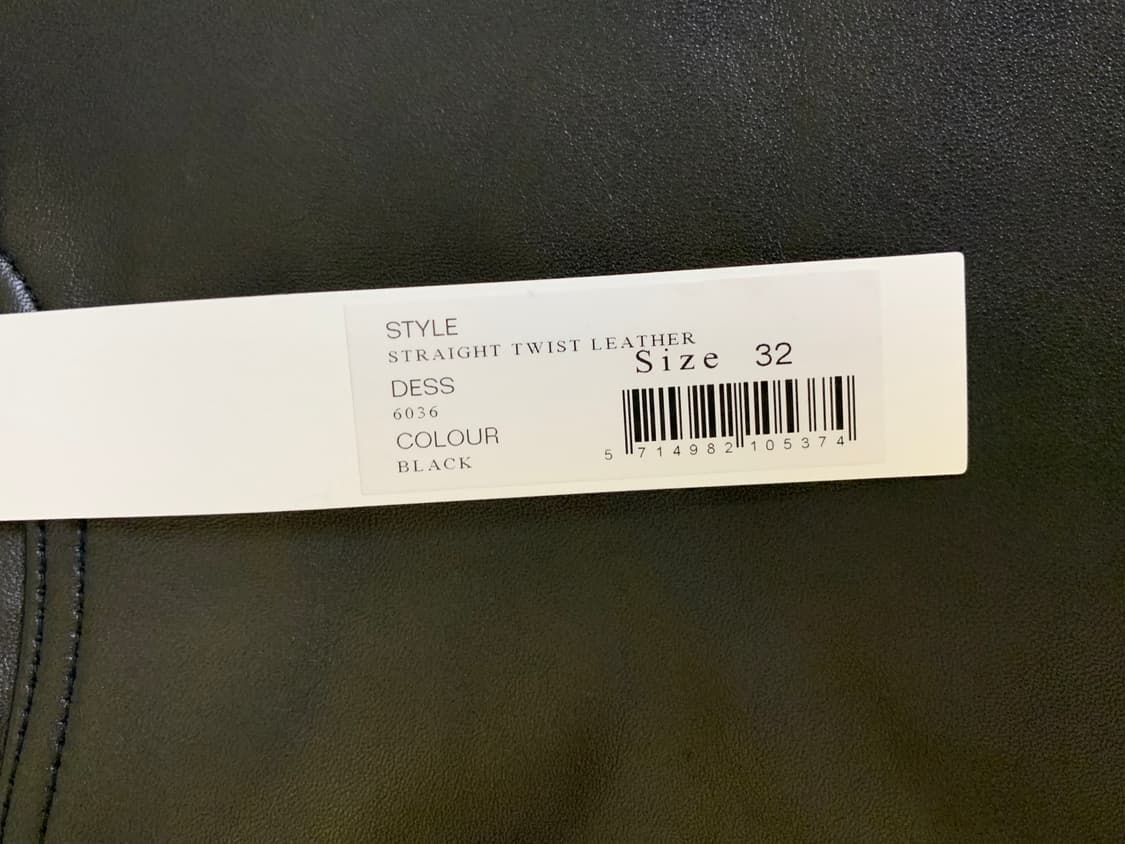 STYLE
STRAIGHT TWIST LEATHER
Size 32
DESS
6036
COLOUR
BLACK
5 714982 105374